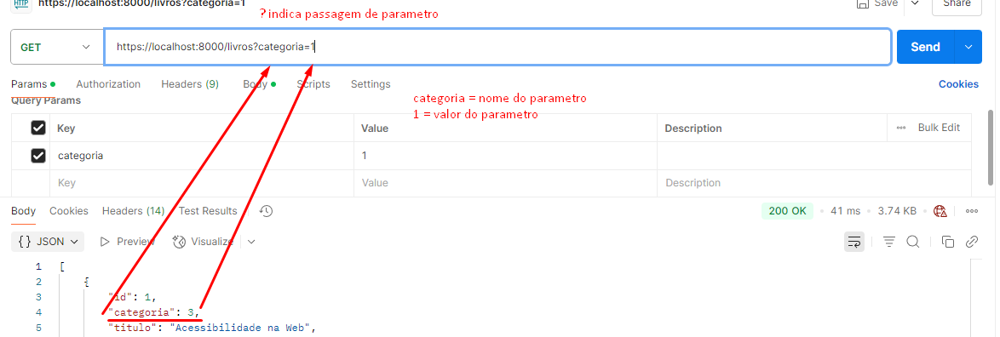 HTTP https://localhost:8000/livros?categoria=1
? indica passagem de parametro
Save Share
GET https://localhost:8000/livros?categoria=1 Send
Params Authorization Headers (9) Body Scripts Settings Cookies
Query Params
categoria = nome do parametro
1 = valor do parametro
Key Value Description Bulk Edit
categoria 1
Key Value Description
Body Cookies Headers (14) Test Results 200 OK 41 ms 3.74 KB
{} JSON Preview Visualize
1 [
2 {
3 "id": 1,
4 "categoria": 3,
5 "titulo": "Acessibilidade na Web",